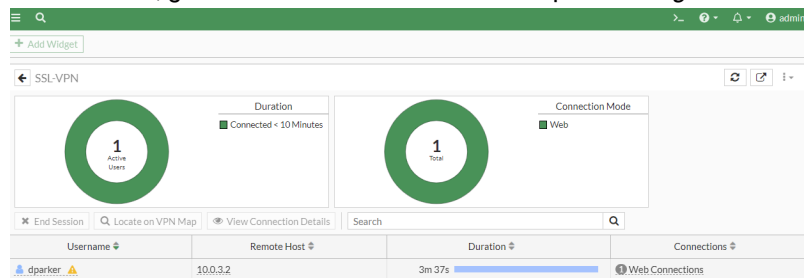 admin
+ Add Widget
SSL-VPN
Duration
Connected < 10 Minutes
1
Active
Users
Connection Mode
Web
1
Total
End Session
Locate on VPN Map
View Connection Details
Search
Username Remote Host Duration Connections
dparker 10.0.3.2 3m 37s 1 Web Connections